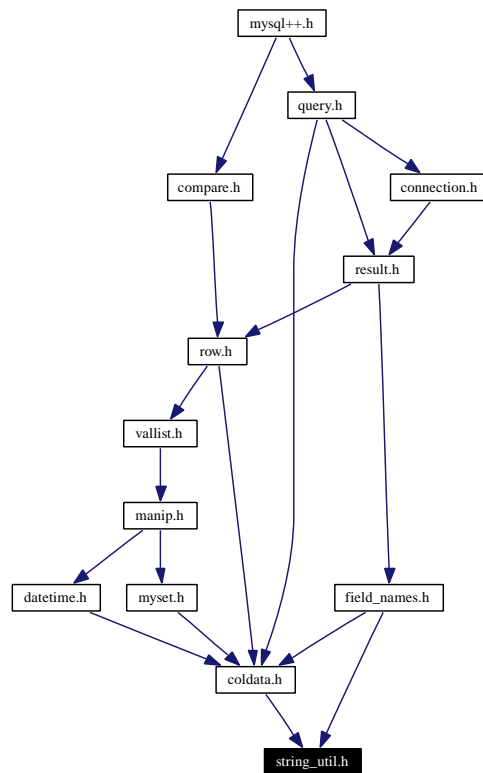 mysql++.h
query.h
compare.h
connection.h
result.h
row.h
vallist.h
manip.h
datetime.h
myset.h
field_names.h
coldata.h
string_util.h